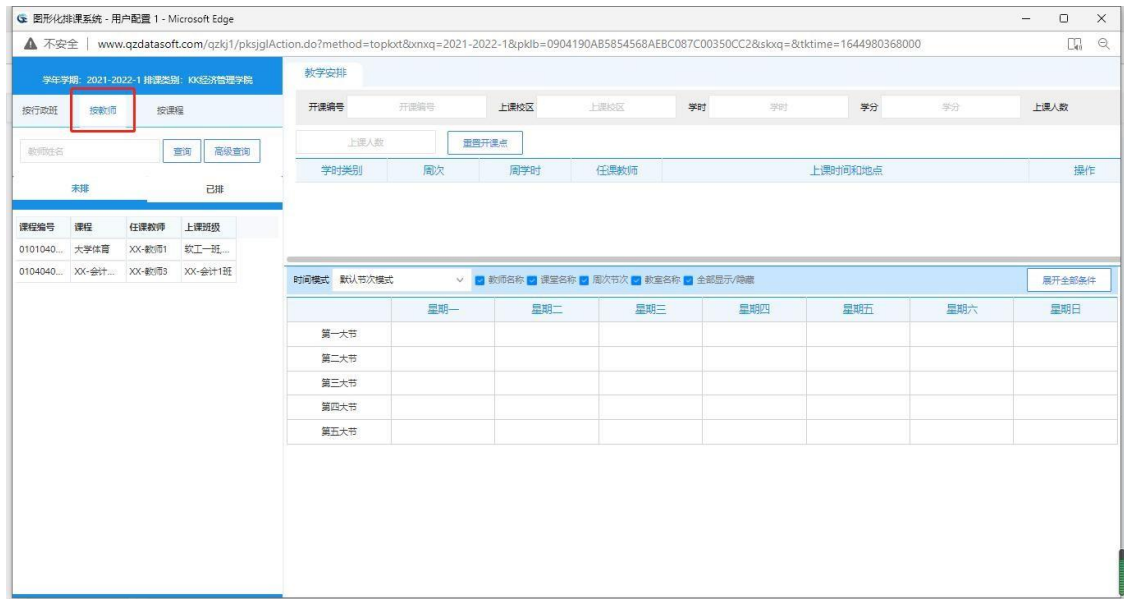 图形化排课系统 - 用户配置 1 - Microsoft Edge
不安全 | www.qzdatasoft.com/qzkj1/pksjglAction.do?method=topkxt&xnxq=2021-2022-1&pklb=0904190AB5854568AEBC087C00350CC2&skxq=&tktime=1644980368000
学年学期: 2021-2022-1 排课类别: KK经济管理学院
教学安排
按行政班 按教师 按课程
开课编号 开课编号 上课校区 上课校区 学时 学时 学分 学分 上课人数
上课人数 重置开课点
教师姓名 查询 高级查询
学时类别 周次 周学时 任课教师 上课时间和地点 操作
未排 已排
课程编号 课程 任课教师 上课班级
0101040... 大学体育 XX-教师1 软工一班,...
0104040... XX-会计... XX-教师3 XX-会计1班
时间模式 默认节次模式 教师名称 课堂名称 周次节次 教室名称 全部显示/隐藏 展开全部条件
星期一 星期二 星期三 星期四 星期五 星期六 星期日
第一大节
第二大节
第三大节
第四大节
第五大节